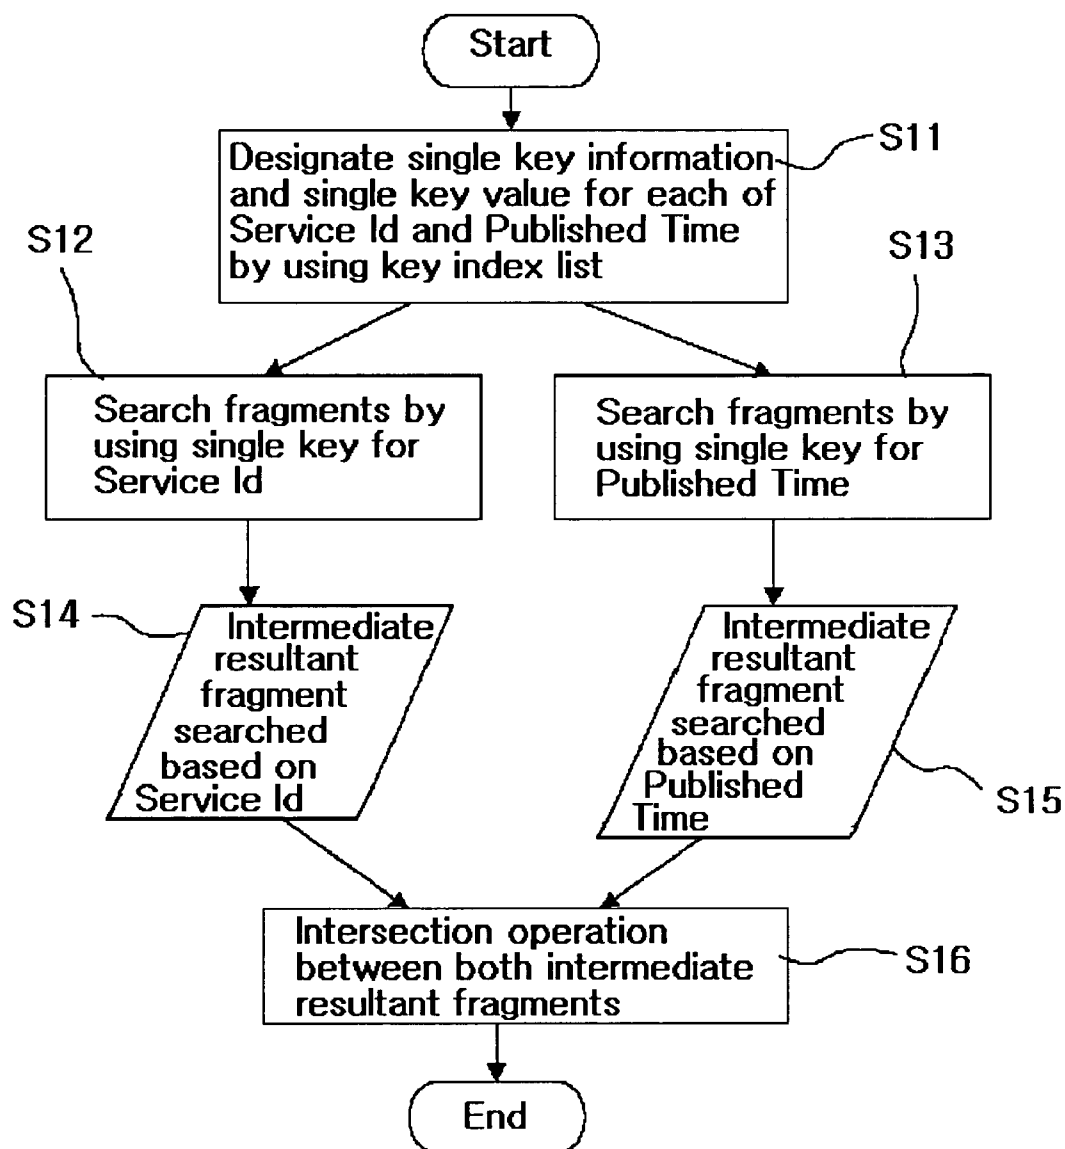 Start
S11
Designate single key information
and single key value for each of
Service Id and Published Time
by using key index list
S12
S13
Search fragments by
using single key for
Service Id
Search fragments by
using single key for
Published Time
S14
Intermediate
resultant
fragment
searched
based on
Service Id
Intermediate
resultant
fragment
searched
based on
Published
Time
S15
Intersection operation
between both intermediate
resultant fragments
S16
End